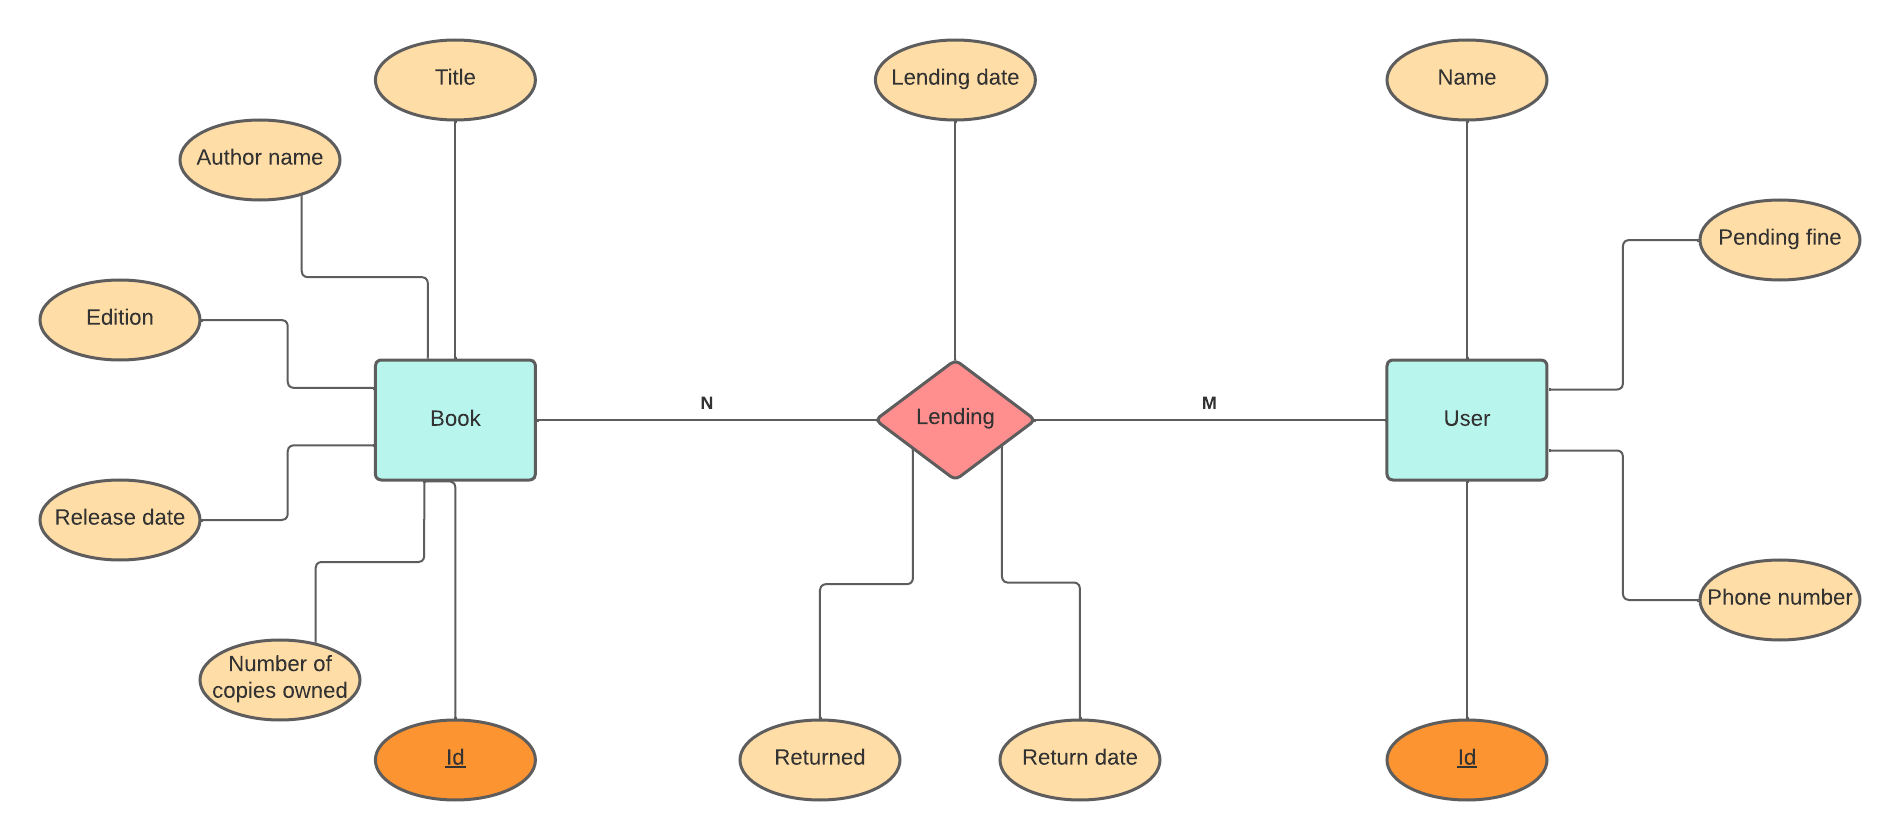 Title
Lending date
Name
Author name
Pending fine
Edition
N
M
Book
Lending
User
Release date
Phone number
Number of
copies owned
Id
Returned
Return date
Id